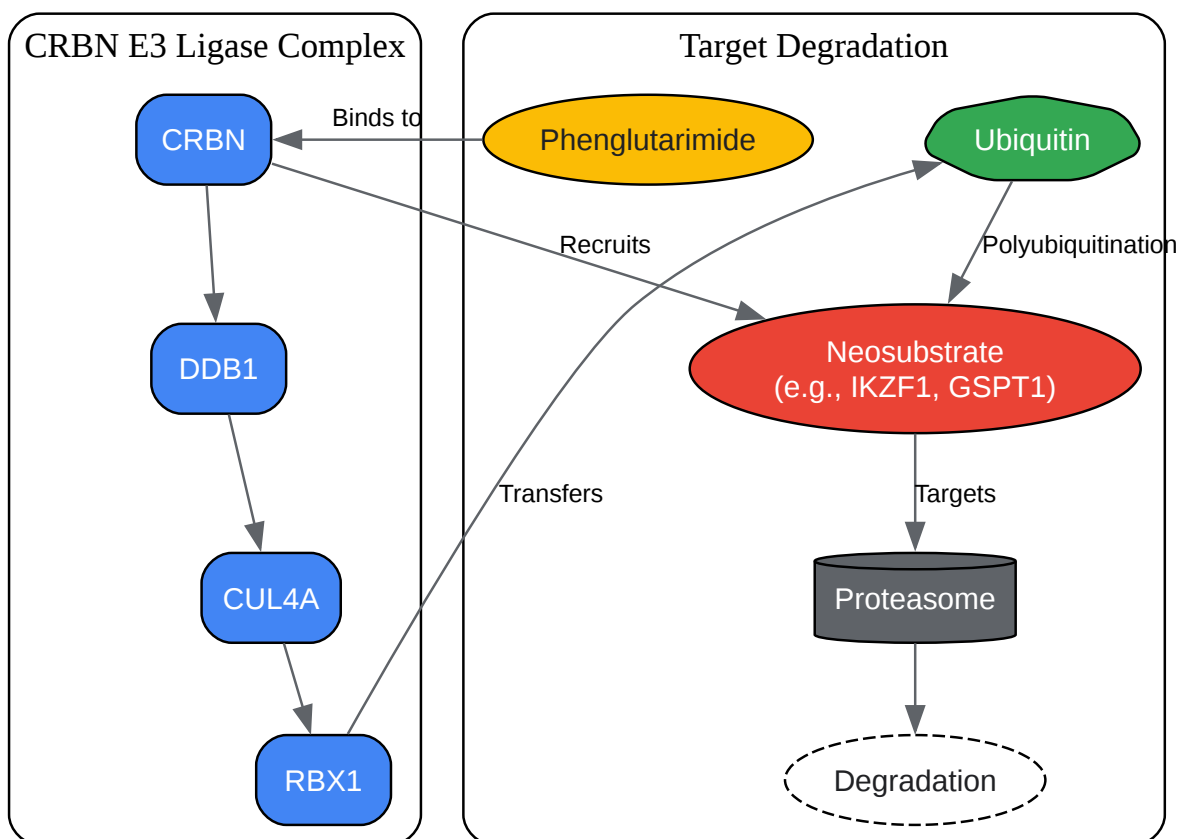 CRBN E3 Ligase Complex
Target Degradation
CRBN
Binds to
Phenglutarimide
Ubiquitin
Recruits
Polyubiquitination
DDB1
Neosubstrate
(e.g., IKZF1, GSPT1)
Transfers
Targets
CUL4A
Proteasome
RBX1
Degradation